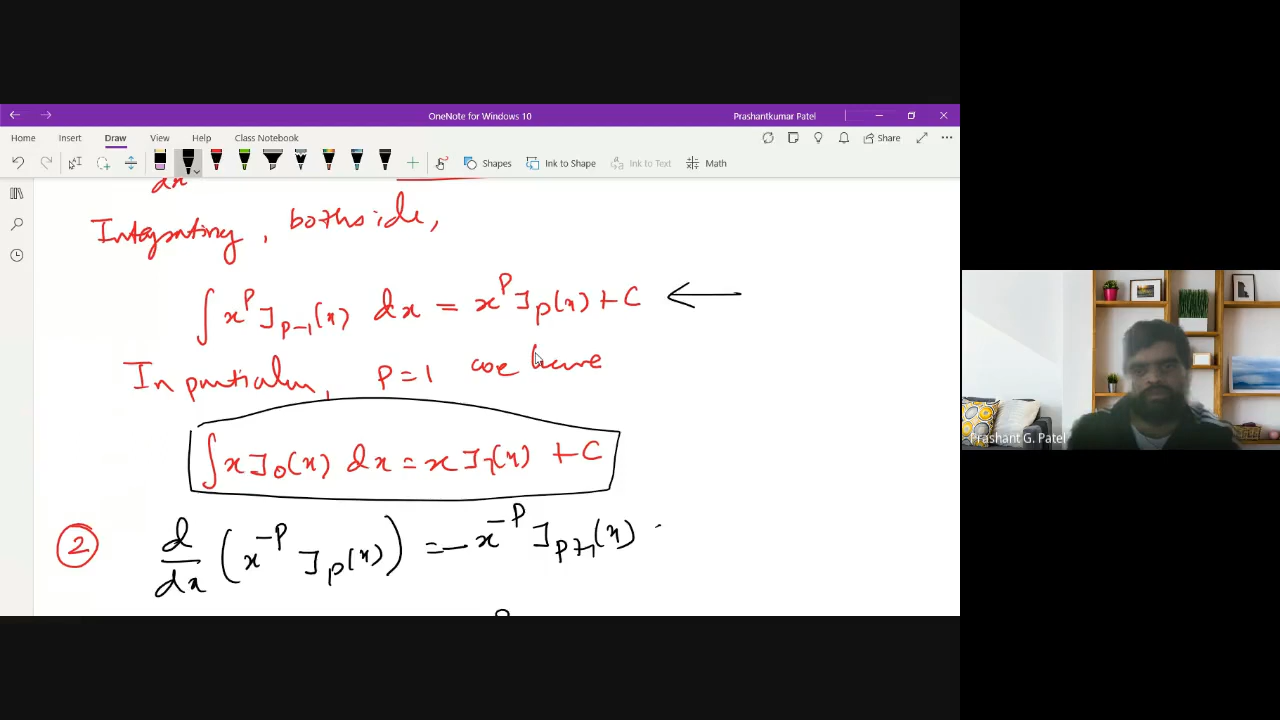 OneNote for Windows 10
Prashantkumar Patel
Home Insert Draw View Help Class Notebook
Share
Shapes Ink to Shape Ink to Text Math
dx
Integrating, bothside,
∫ x^P J_{p-1}(x) dx = x^P J_p(x) + C ←
In particular, P = 1 we have
∫ x J_0(x) dx = x J_1(x) + C
② d/dx (x^{-P} J_p(x)) = - x^{-P} J_{p+1}(x)
Prashant G. Patel